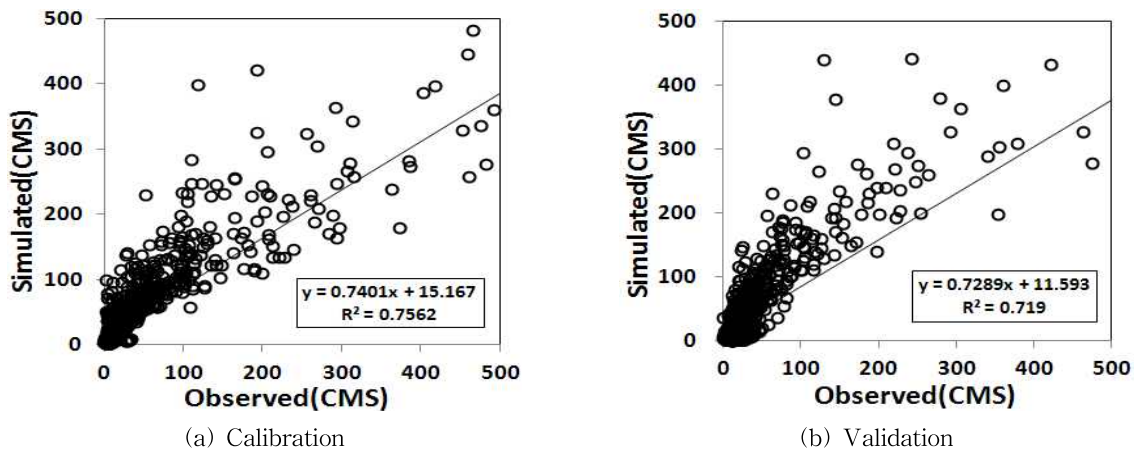 500
400
300
200
100
0
Simulated(CMS)
y = 0.7401x + 15.167
R² = 0.7562
0 100 200 300 400 500
Observed(CMS)
(a) Calibration
500
400
300
200
100
0
Simulated(CMS)
y = 0.7289x + 11.593
R² = 0.719
0 100 200 300 400 500
Observed(CMS)
(b) Validation